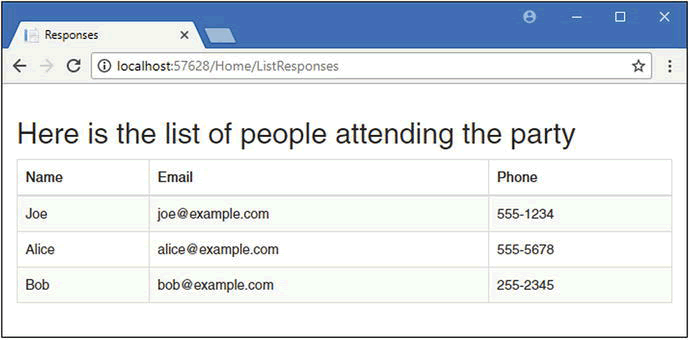 Responses
localhost:57628/Home/ListResponses
Here is the list of people attending the party
Name Email Phone
Joe joe@example.com 555-1234
Alice alice@example.com 555-5678
Bob bob@example.com 255-2345